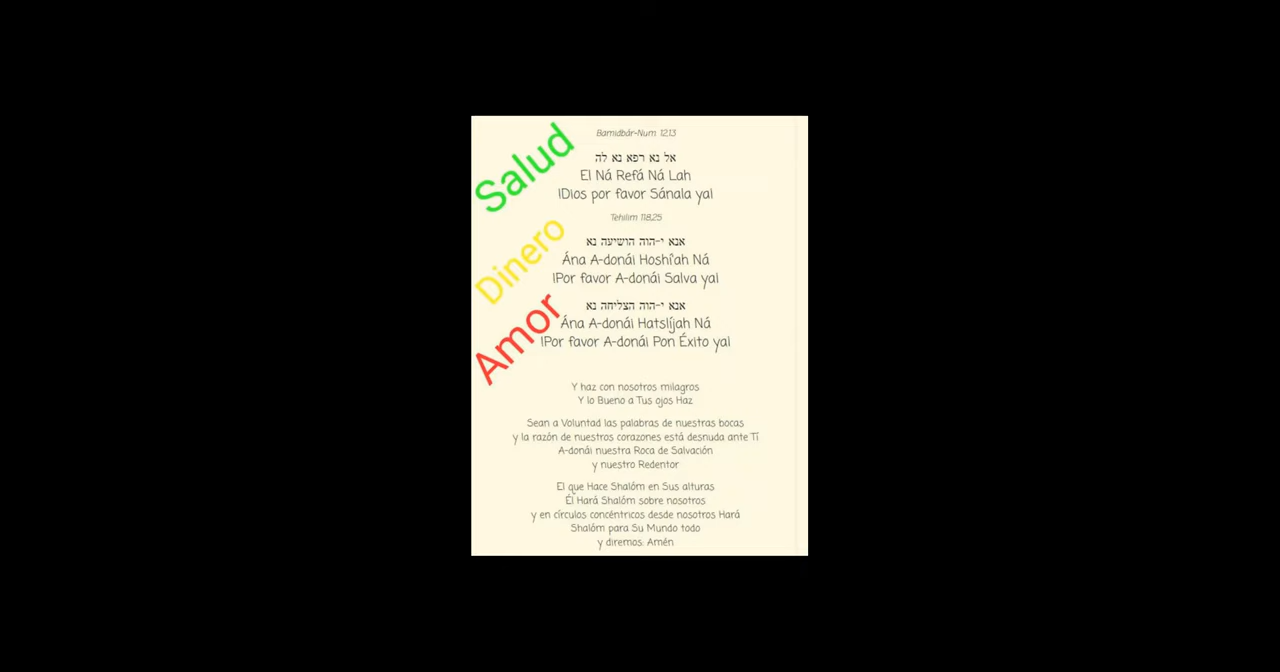 Salud
Dinero
Amor
Bamidbár-Num. 12,13
אל נא רפא נא לה
El Ná Refá Ná Lah
¡Dios por favor Sánala ya!
Tehilim 118,25
אנא י-הוה הושיעה נא
Ána A-donái Hoshí'ah Ná
¡Por favor A-donái Salva ya!
אנא י-הוה הצליחה נא
Ána A-donái Hatslíjah Ná
¡Por favor A-donái Pon Éxito ya!
Y haz con nosotros milagros
Y lo Bueno a Tus ojos Haz
Sean a Voluntad las palabras de nuestras bocas
y la razón de nuestros corazones está desnuda ante Tí
A-donái nuestra Roca de Salvación
y nuestro Redentor
El que Hace Shalóm en Sus alturas
Él Hará Shalóm sobre nosotros
y en círculos concéntricos desde nosotros Hará
Shalóm para Su Mundo todo
y diremos: Amén